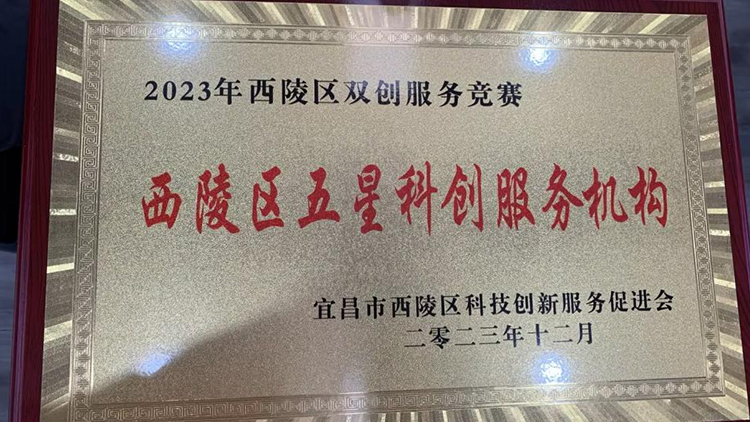 2023年西陵区双创服务竞赛
西陵区五星科创服务机构
宜昌市西陵区科技创新服务促进会
二零二三年十二月